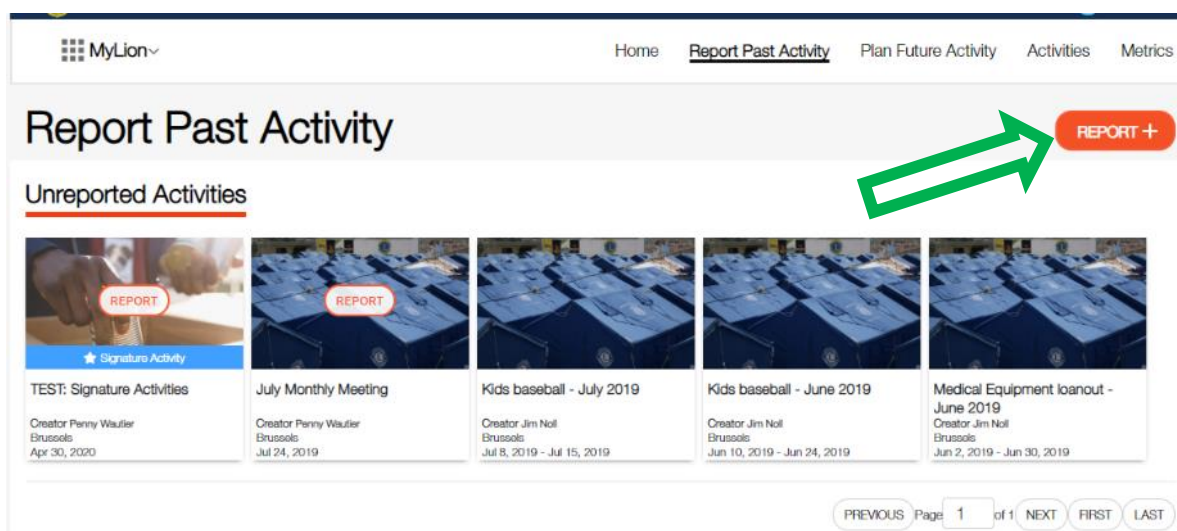 MyLion
Home Report Past Activity Plan Future Activity Activities Metrics
Report Past Activity
REPORT +
Unreported Activities
REPORT REPORT
Signature Activity
TEST: Signature Activities July Monthly Meeting Kids baseball - July 2019 Kids baseball - June 2019 Medical Equipment loanout -
June 2019
Creator Penny Wautier Creator Penny Wautier Creator Jim Noll Creator Jim Noll Creator Jim Noll
Brussels Brussels Brussels Brussels Brussels
Apr 30, 2020 Jul 24, 2019 Jul 8, 2019 - Jul 15, 2019 Jun 10, 2019 - Jun 24, 2019 Jun 2, 2019 - Jun 30, 2019
PREVIOUS Page 1 of 1 NEXT FIRST LAST